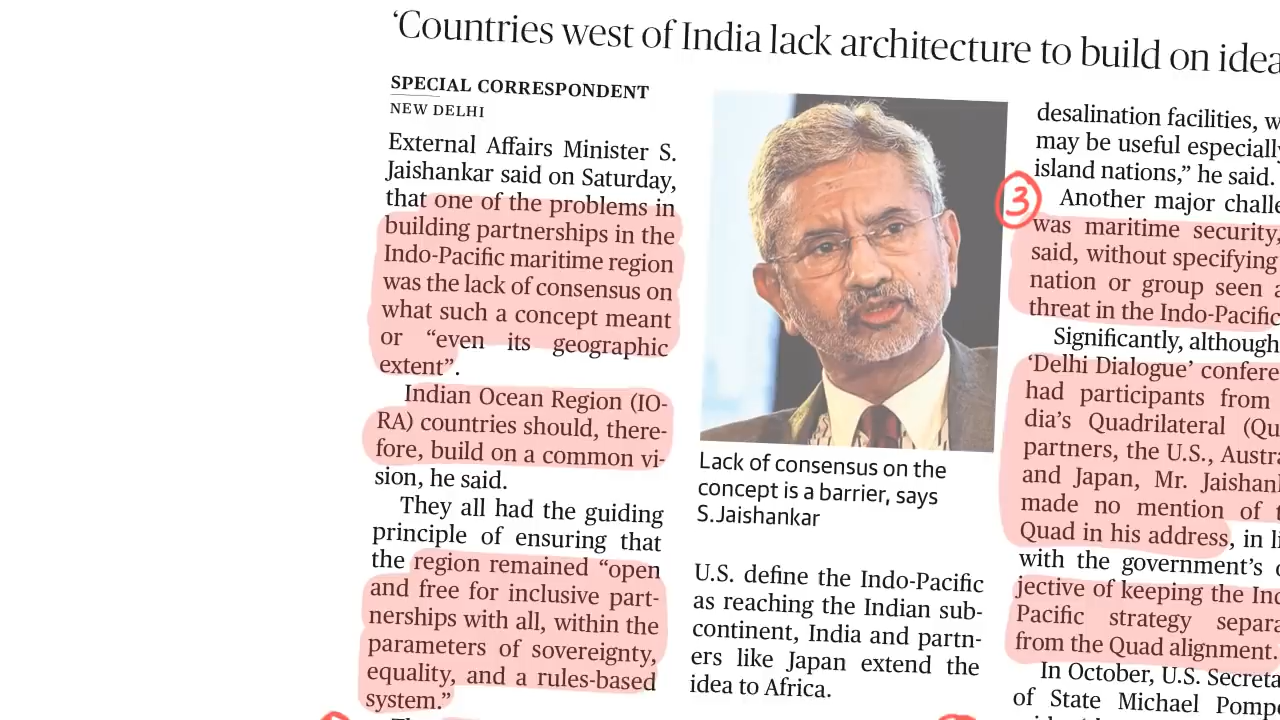 ‘Countries west of India lack architecture to build on
SPECIAL CORRESPONDENT
NEW DELHI
External Affairs Minister S.
Jaishankar said on Saturday,
that one of the problems in
building partnerships in the
Indo-Pacific maritime region
was the lack of consensus on
what such a concept meant
or “even its geographic
extent”.
Indian Ocean Region (IO-
RA) countries should, there-
fore, build on a common vi-
sion, he said.
They all had the guiding
principle of ensuring that
the region remained “open
and free for inclusive part-
nerships with all, within the
parameters of sovereignty,
equality, and a rules-based
system.”
Lack of consensus on the
concept is a barrier, says
S.Jaishankar
U.S. define the Indo-Pacific
as reaching the Indian sub-
continent, India and partn-
ers like Japan extend the
idea to Africa.
desalination facilities,
may be useful especially
island nations,” he said.
3
Another major
was maritime security,
said, without specifying
nation or group seen
threat in the Indo-Pacific
Significantly, although
‘Delhi Dialogue’
had participants from
dia’s Quadrilateral
partners, the U.S.,
and Japan, Mr.
made no mention of
Quad in his address, in
with the government’s
jective of keeping the
Pacific strategy
from the Quad alignment.
In October, U.S.
of State Michael